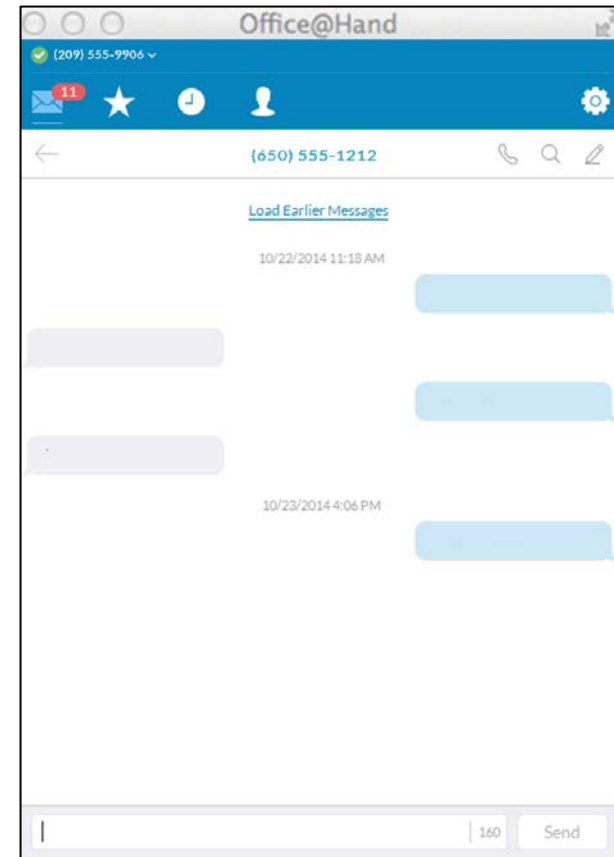 Office@Hand
(209) 555-9906
11
(650) 555-1212
Load Earlier Messages
10/22/2014 11:18 AM
10/23/2014 4:06 PM
160 Send